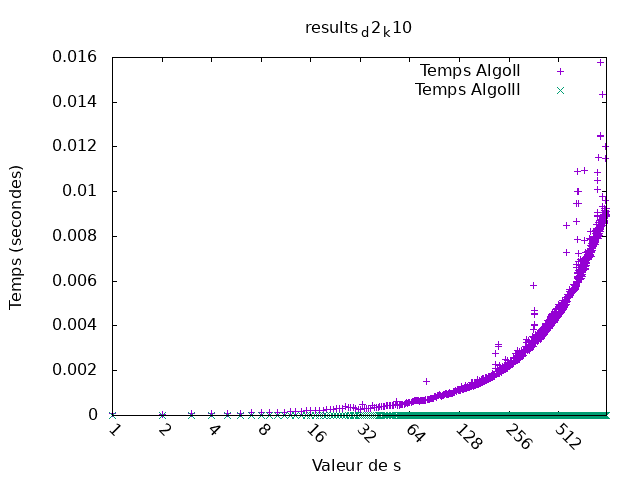 results_d2_k10
Temps AlgoII
Temps AlgoIII
0.016
0.014
0.012
0.01
0.008
0.006
0.004
0.002
0
Temps (secondes)
1 2 4 8 16 32 64 128 256 512
Valeur de s